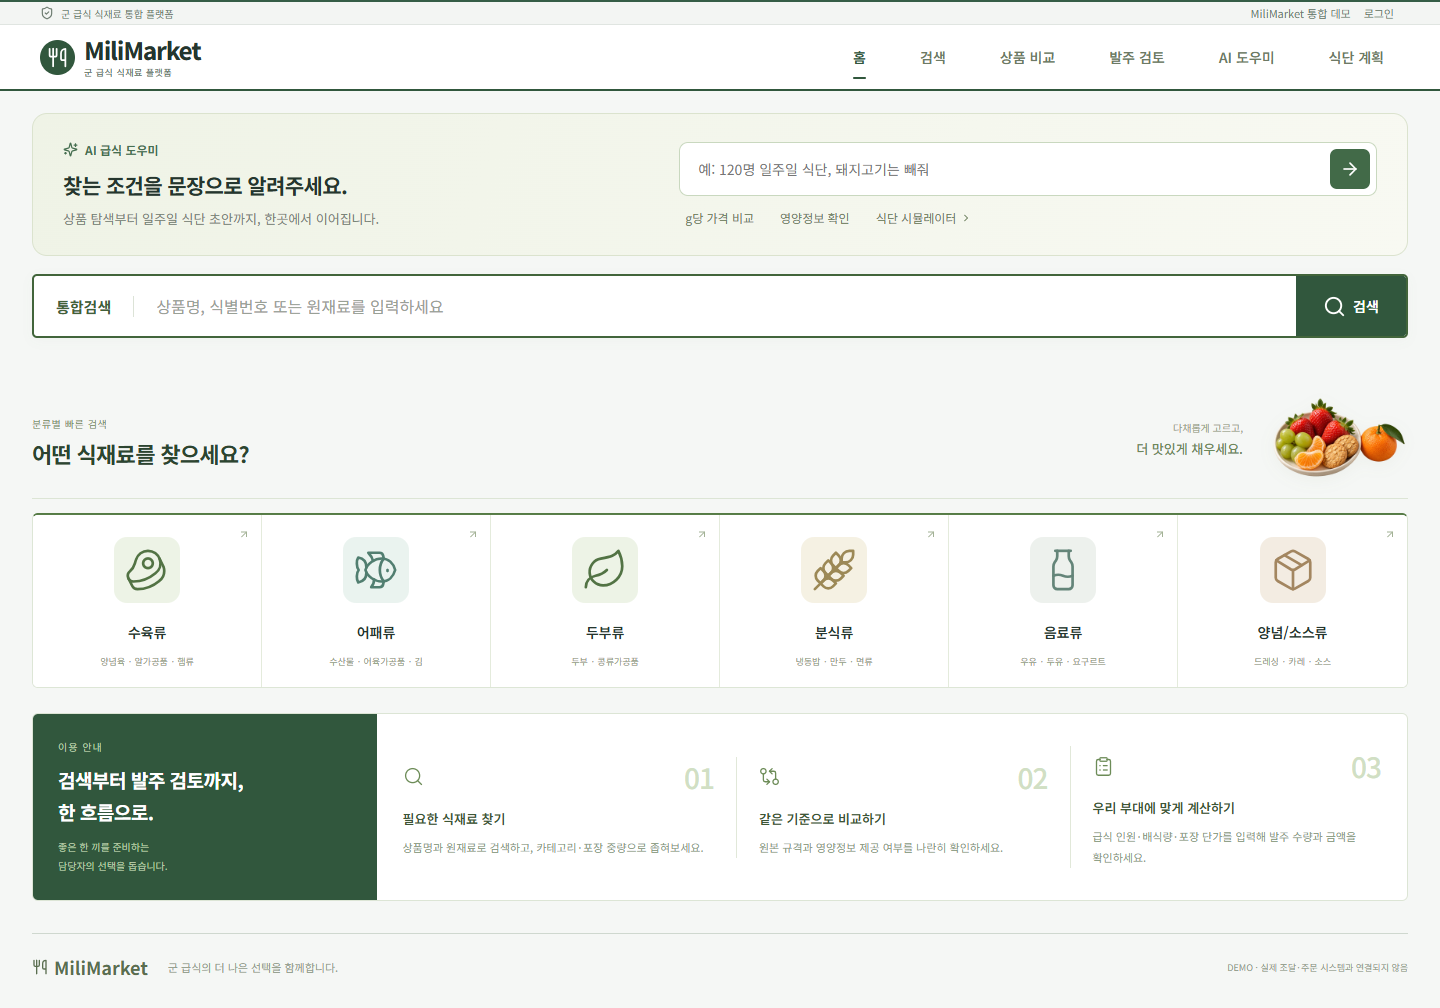 군 급식 식재료 통합 플랫폼
MiliMarket 통합 데모 로그인
MiliMarket
군 급식 식재료 플랫폼
홈 검색 상품 비교 발주 검토 AI 도우미 식단 계획
AI 급식 도우미
찾는 조건을 문장으로 알려주세요.
상품 탐색부터 일주일 식단 초안까지, 한곳에서 이어집니다.
예: 120명 일주일 식단, 돼지고기는 빼줘
g당 가격 비교 영양정보 확인 식단 시뮬레이터
통합검색 상품명, 식별번호 또는 원재료를 입력하세요 검색
분류별 빠른 검색
어떤 식재료를 찾으세요?
다채롭게 고르고,
더 맛있게 채우세요.
수육류
양념육 · 알가공품 · 햄류
어패류
수산물 · 어육가공품 · 김
두부류
두부 · 콩류가공품
분식류
냉동밥 · 만두 · 면류
음료류
우유 · 두유 · 요구르트
양념/소스류
드레싱 · 카레 · 소스
이용 안내
검색부터 발주 검토까지,
한 흐름으로.
좋은 한 끼를 준비하는
담당자의 선택을 돕습니다.
01
필요한 식재료 찾기
상품명과 원재료로 검색하고, 카테고리·포장 중량으로 좁혀보세요.
02
같은 기준으로 비교하기
원본 규격과 영양정보 제공 여부를 나란히 확인하세요.
03
우리 부대에 맞게 계산하기
급식 인원·배식량·포장 단가를 입력해 발주 수량과 금액을
확인하세요.
MiliMarket 군 급식의 더 나은 선택을 함께합니다.
DEMO · 실제 조달·주문 시스템과 연결되지 않음